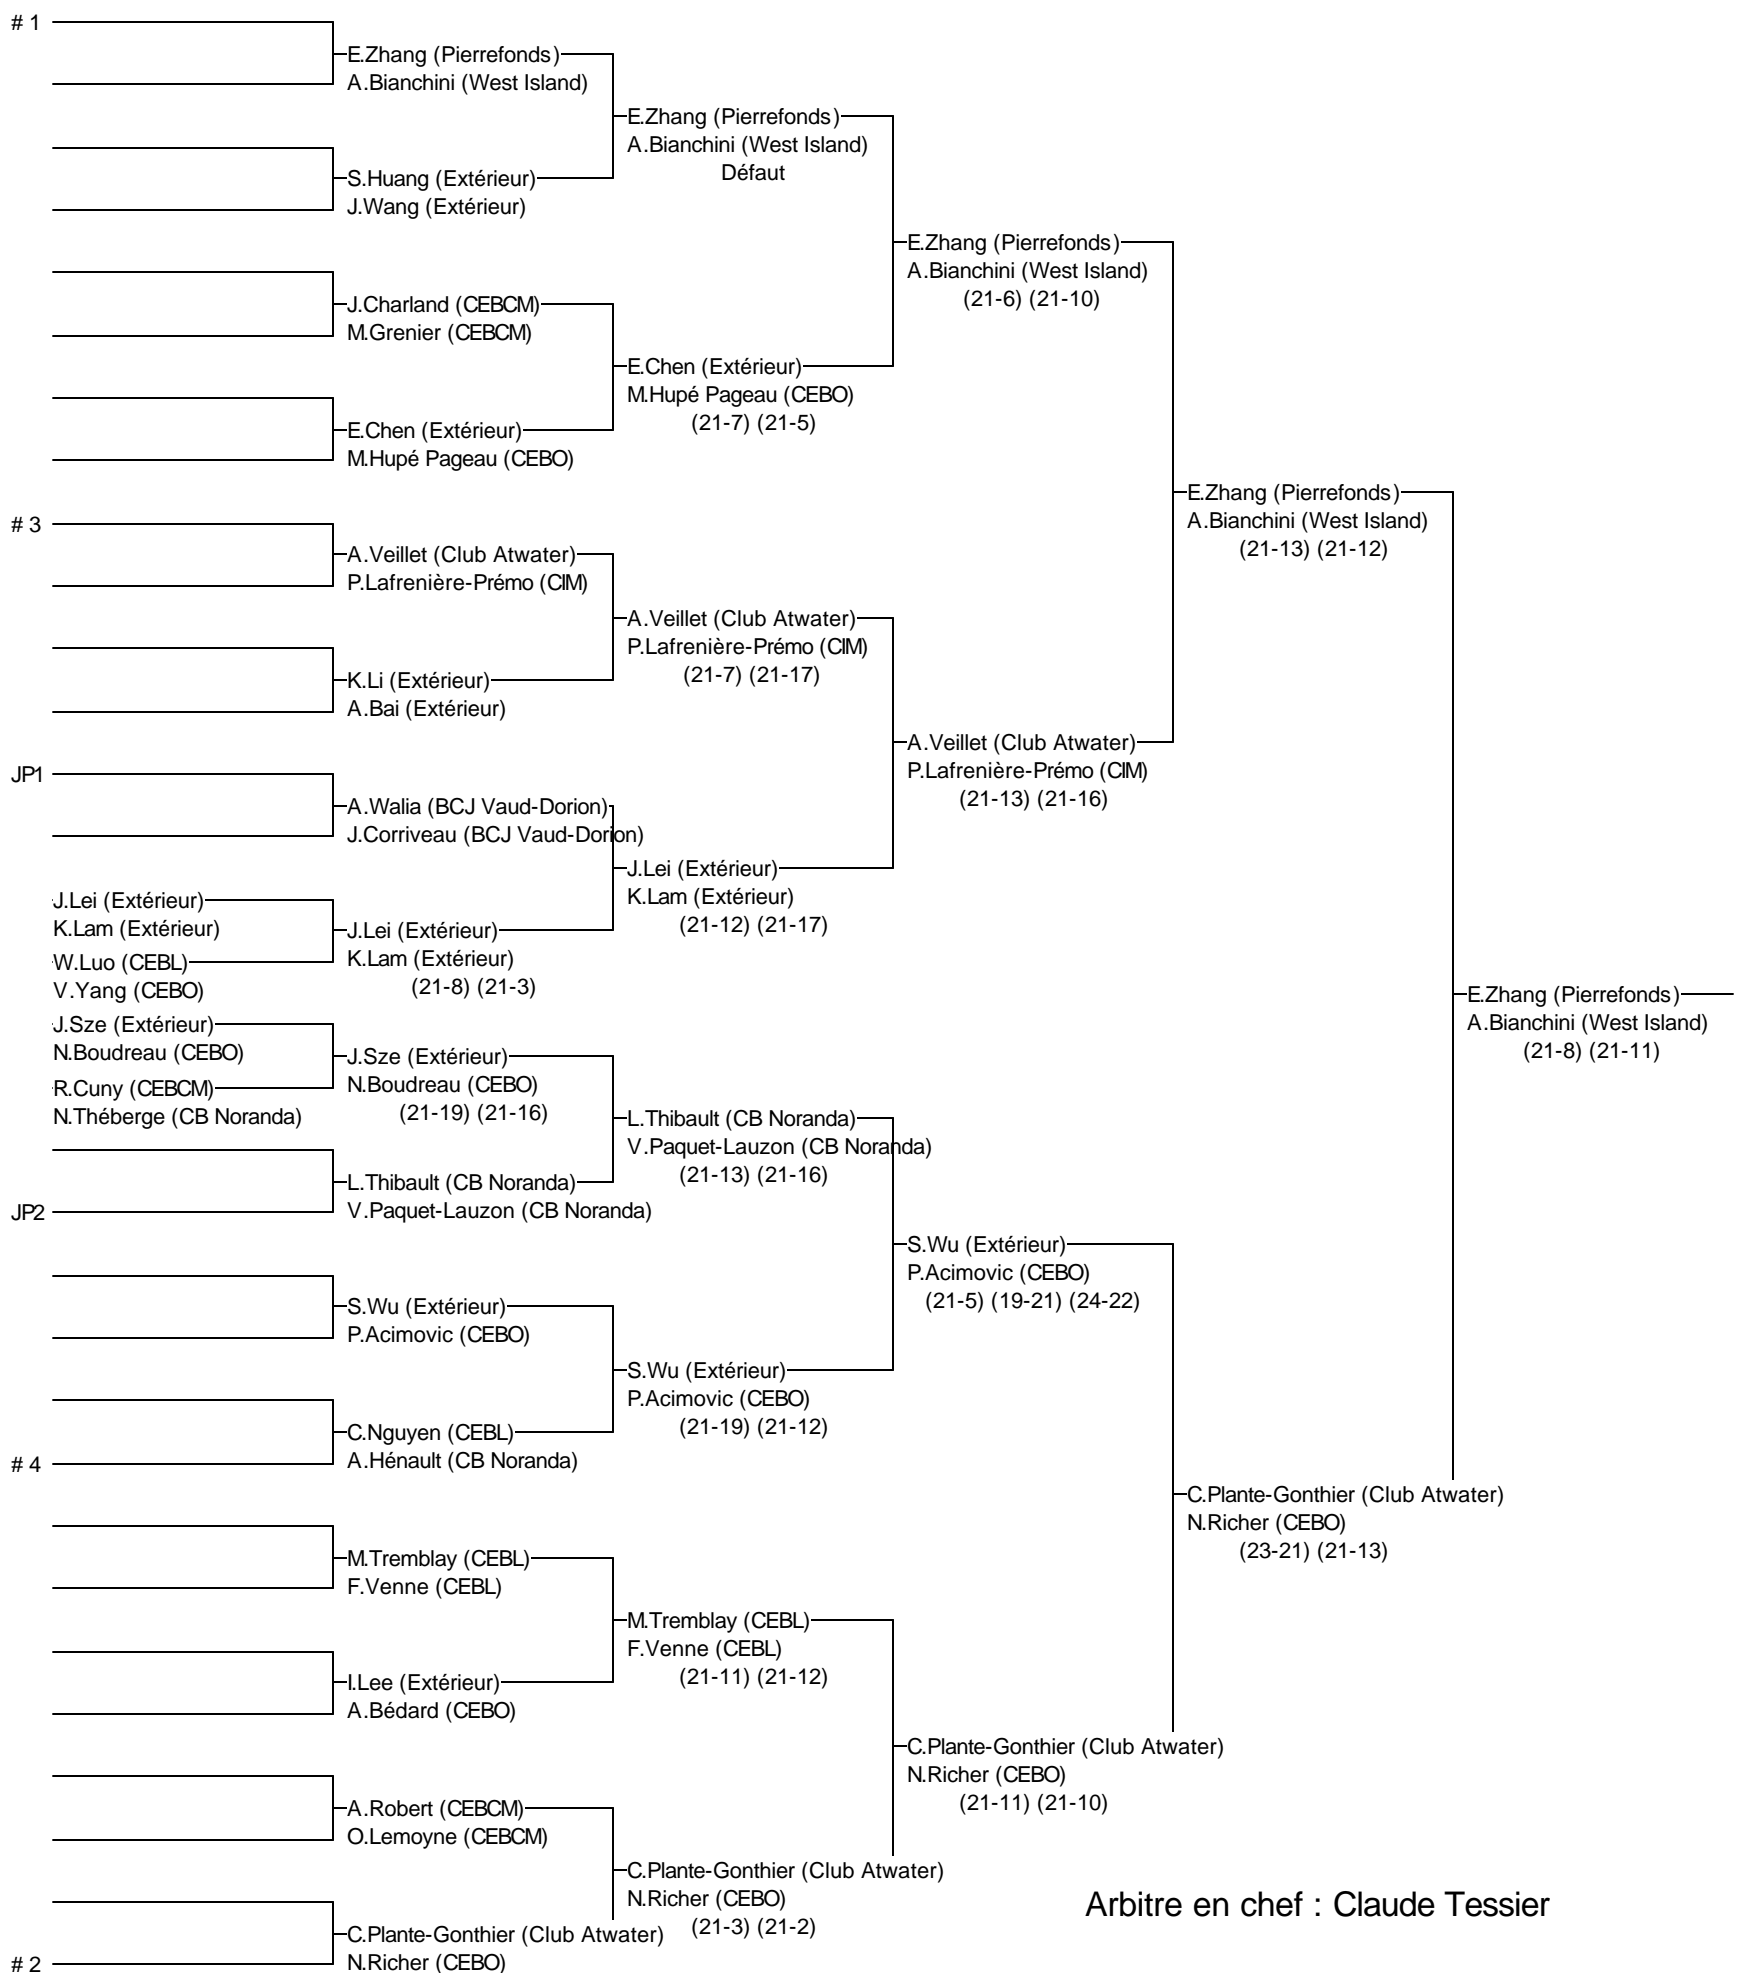 # 1
E.Zhang (Pierrefonds)
A.Bianchini (West Island)
E.Zhang (Pierrefonds)
A.Bianchini (West Island)
Défaut
S.Huang (Extérieur)
J.Wang (Extérieur)
E.Zhang (Pierrefonds)
A.Bianchini (West Island)
(21-6) (21-10)
J.Charland (CEBCM)
M.Grenier (CEBCM)
E.Chen (Extérieur)
M.Hupé Pageau (CEBO)
(21-7) (21-5)
E.Chen (Extérieur)
M.Hupé Pageau (CEBO)
E.Zhang (Pierrefonds)
A.Bianchini (West Island)
(21-13) (21-12)
# 3
A.Veillet (Club Atwater)
P.Lafrenière-Prémo (CIM)
A.Veillet (Club Atwater)
P.Lafrenière-Prémo (CIM)
(21-7) (21-17)
K.Li (Extérieur)
A.Bai (Extérieur)
A.Veillet (Club Atwater)
P.Lafrenière-Prémo (CIM)
(21-13) (21-16)
JP1
A.Walia (BCJ Vaud-Dorion)
J.Corriveau (BCJ Vaud-Dorion)
J.Lei (Extérieur)
K.Lam (Extérieur)
(21-12) (21-17)
J.Lei (Extérieur)
K.Lam (Extérieur)
J.Lei (Extérieur)
K.Lam (Extérieur)
(21-8) (21-3)
W.Luo (CEBL)
V.Yang (CEBO)
E.Zhang (Pierrefonds)
A.Bianchini (West Island)
(21-8) (21-11)
J.Sze (Extérieur)
N.Boudreau (CEBO)
J.Sze (Extérieur)
N.Boudreau (CEBO)
(21-19) (21-16)
R.Cuny (CEBCM)
N.Théberge (CB Noranda)
L.Thibault (CB Noranda)
V.Paquet-Lauzon (CB Noranda)
(21-13) (21-16)
L.Thibault (CB Noranda)
V.Paquet-Lauzon (CB Noranda)
JP2
S.Wu (Extérieur)
P.Acimovic (CEBO)
(21-5) (19-21) (24-22)
S.Wu (Extérieur)
P.Acimovic (CEBO)
S.Wu (Extérieur)
P.Acimovic (CEBO)
(21-19) (21-12)
C.Nguyen (CEBL)
A.Hénault (CB Noranda)
# 4
C.Plante-Gonthier (Club Atwater)
N.Richer (CEBO)
(23-21) (21-13)
M.Tremblay (CEBL)
F.Venne (CEBL)
M.Tremblay (CEBL)
F.Venne (CEBL)
(21-11) (21-12)
I.Lee (Extérieur)
A.Bédard (CEBO)
C.Plante-Gonthier (Club Atwater)
N.Richer (CEBO)
(21-11) (21-10)
A.Robert (CEBCM)
O.Lemoyne (CEBCM)
C.Plante-Gonthier (Club Atwater)
N.Richer (CEBO)
(21-3) (21-2)
Arbitre en chef : Claude Tessier
C.Plante-Gonthier (Club Atwater)
N.Richer (CEBO)
# 2